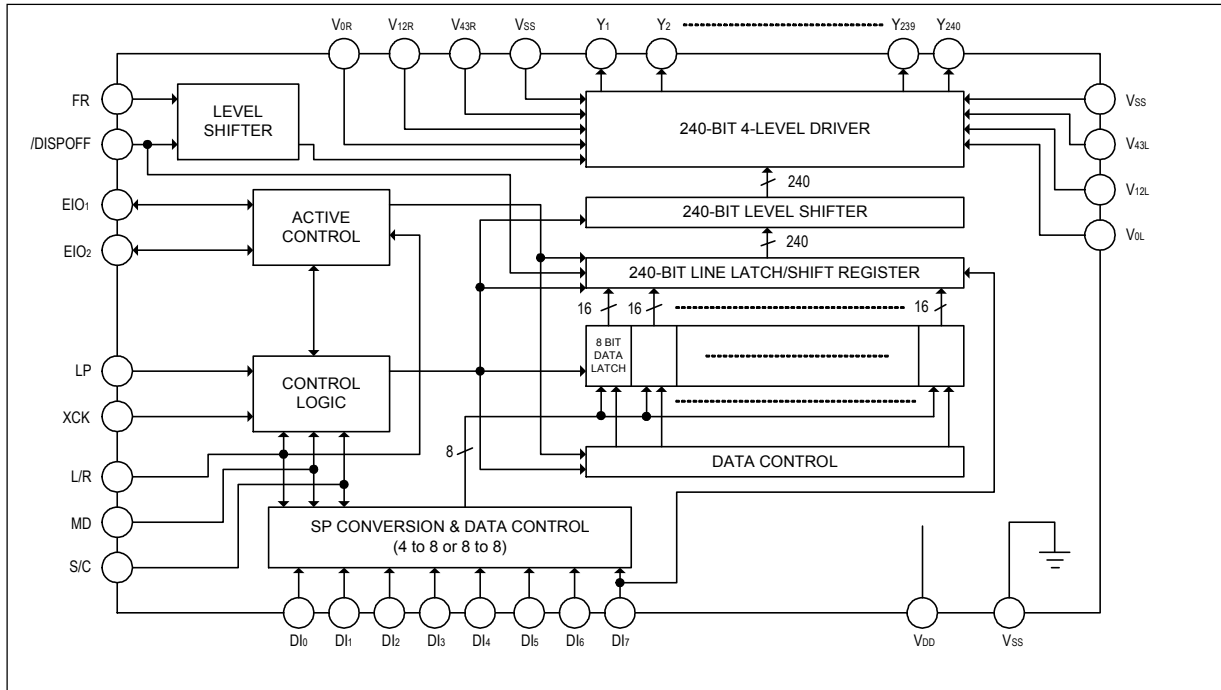 V0R V12R V43R VSS Y1 Y2 Y239 Y240
FR
LEVEL
SHIFTER
/DISPOFF
240-BIT 4-LEVEL DRIVER
VSS
V43L
V12L
V0L
240
EIO1
EIO2
ACTIVE
CONTROL
240-BIT LEVEL SHIFTER
240
240-BIT LINE LATCH/SHIFT REGISTER
16 16 16
8 BIT
DATA
LATCH
LP
XCK
CONTROL
LOGIC
8
DATA CONTROL
L/R
MD
S/C
SP CONVERSION & DATA CONTROL
(4 to 8 or 8 to 8)
DI0 DI1 DI2 DI3 DI4 DI5 DI6 DI7 VDD VSS